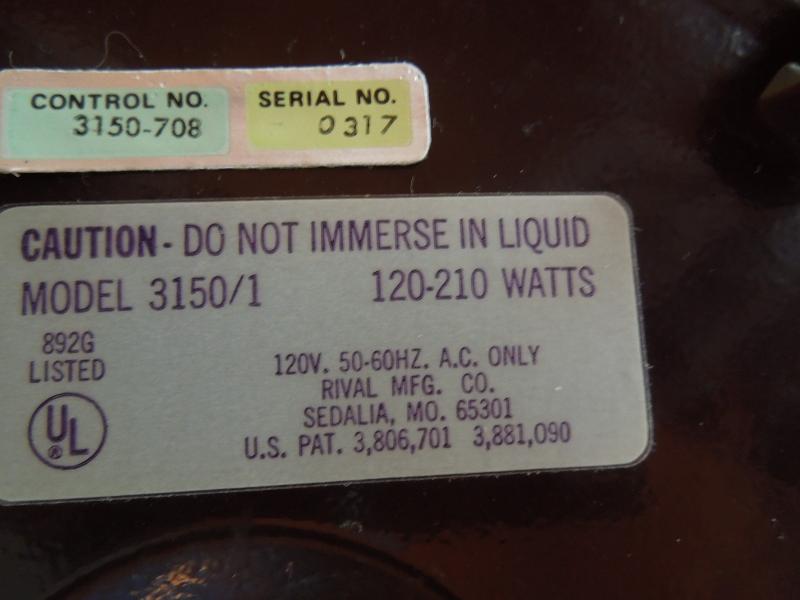 CONTROL NO. SERIAL NO.
3150-708 0317
CAUTION - DO NOT IMMERSE IN LIQUID
MODEL 3150/1 120-210 WATTS
892G
LISTED
UL
®
120V. 50-60HZ. A.C. ONLY
RIVAL MFG. CO.
SEDALIA, MO. 65301
U.S. PAT. 3,806,701 3,881,090